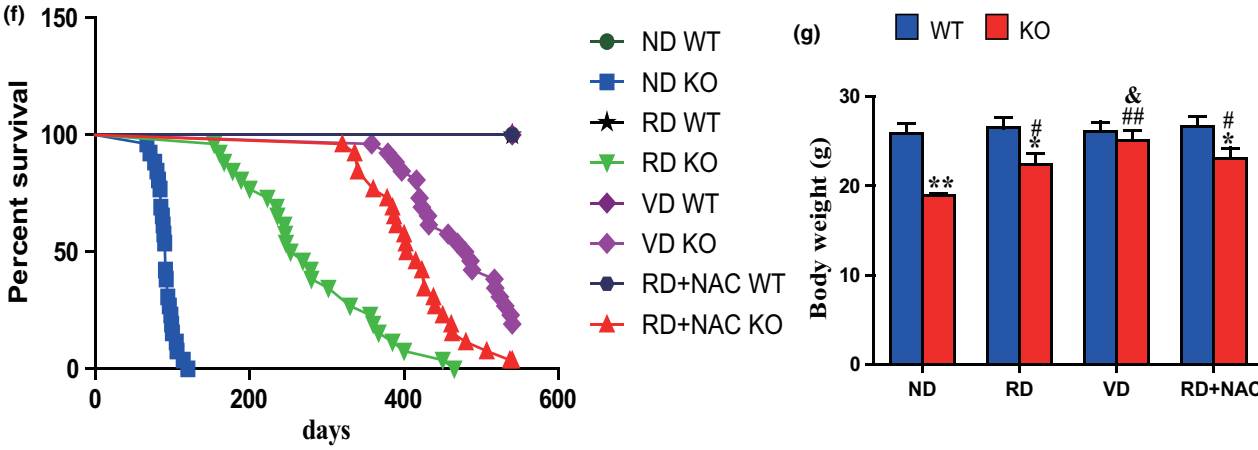 (f)
150
100
50
0
Percent survival
0 200 400 600
days
ND WT
ND KO
RD WT
RD KO
VD WT
VD KO
RD+NAC WT
RD+NAC KO
(g)
WT KO
30
20
10
0
Body weight (g)
**
#
*
&
##
#
*
ND RD VD RD+NAC